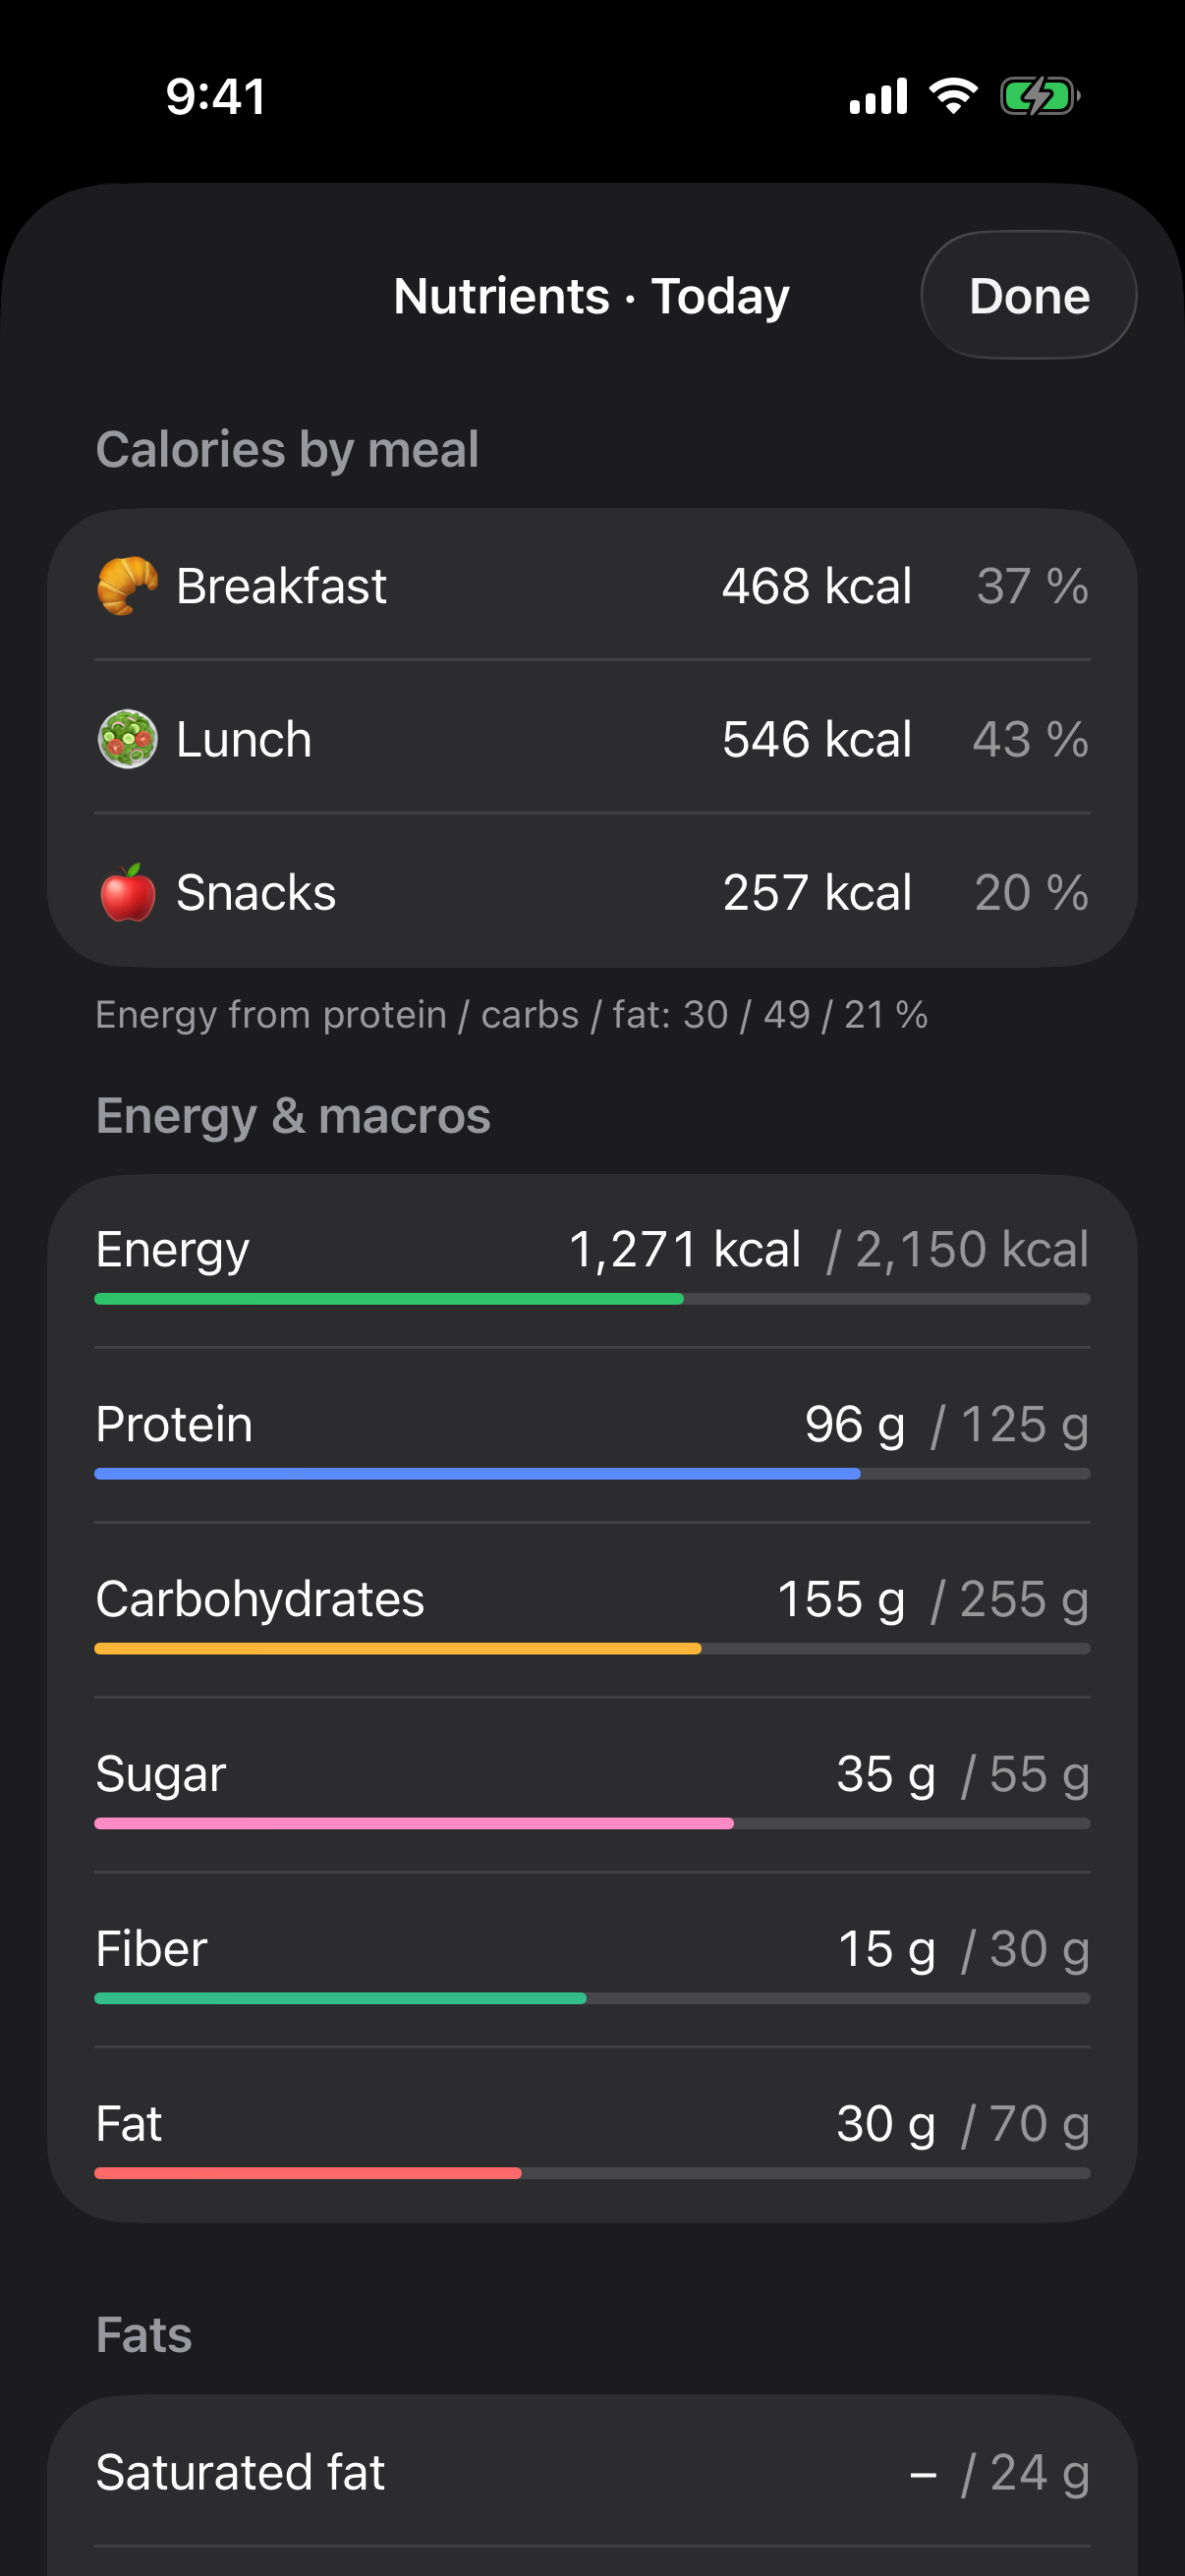 9:41
Nutrients · Today
Done
Calories by meal
Breakfast 468 kcal 37 %
Lunch 546 kcal 43 %
Snacks 257 kcal 20 %
Energy from protein / carbs / fat: 30 / 49 / 21 %
Energy & macros
Energy 1,271 kcal / 2,150 kcal
Protein 96 g / 125 g
Carbohydrates 155 g / 255 g
Sugar 35 g / 55 g
Fiber 15 g / 30 g
Fat 30 g / 70 g
Fats
Saturated fat – / 24 g